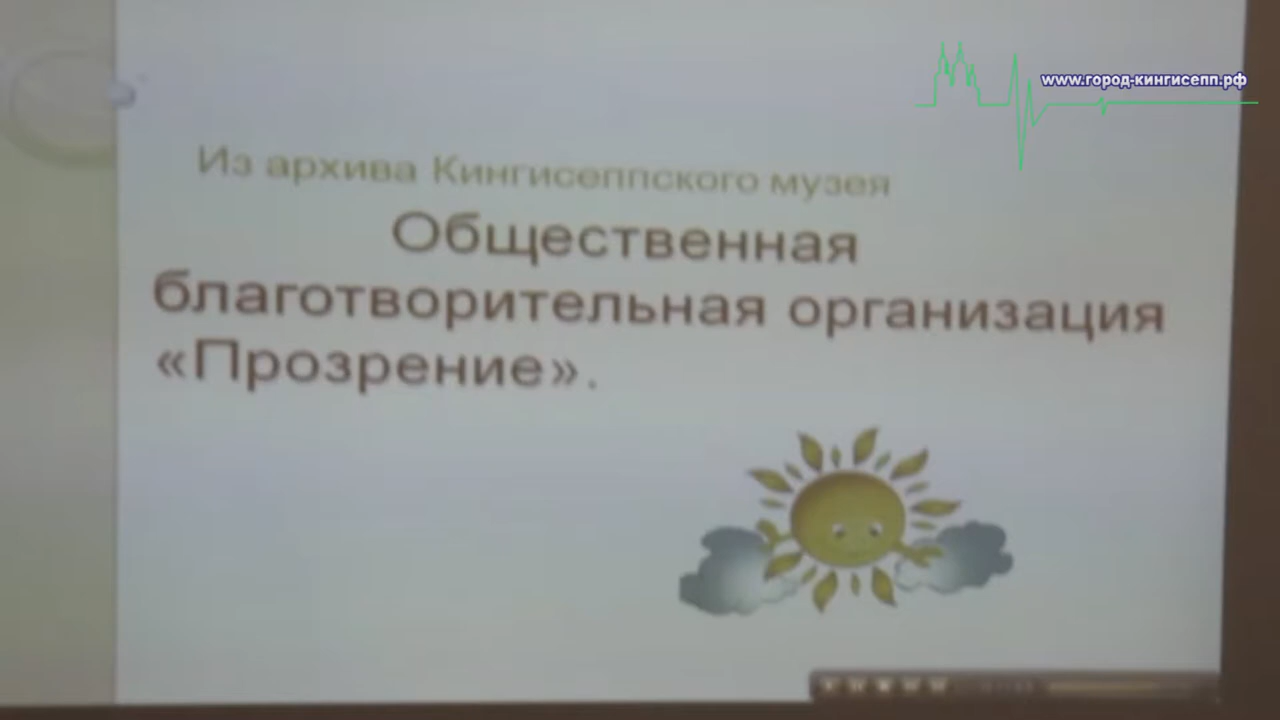 www.город-кингисепп.рф
Из архива Кингисеппского музея
Общественная
благотворительная организация
«Прозрение».